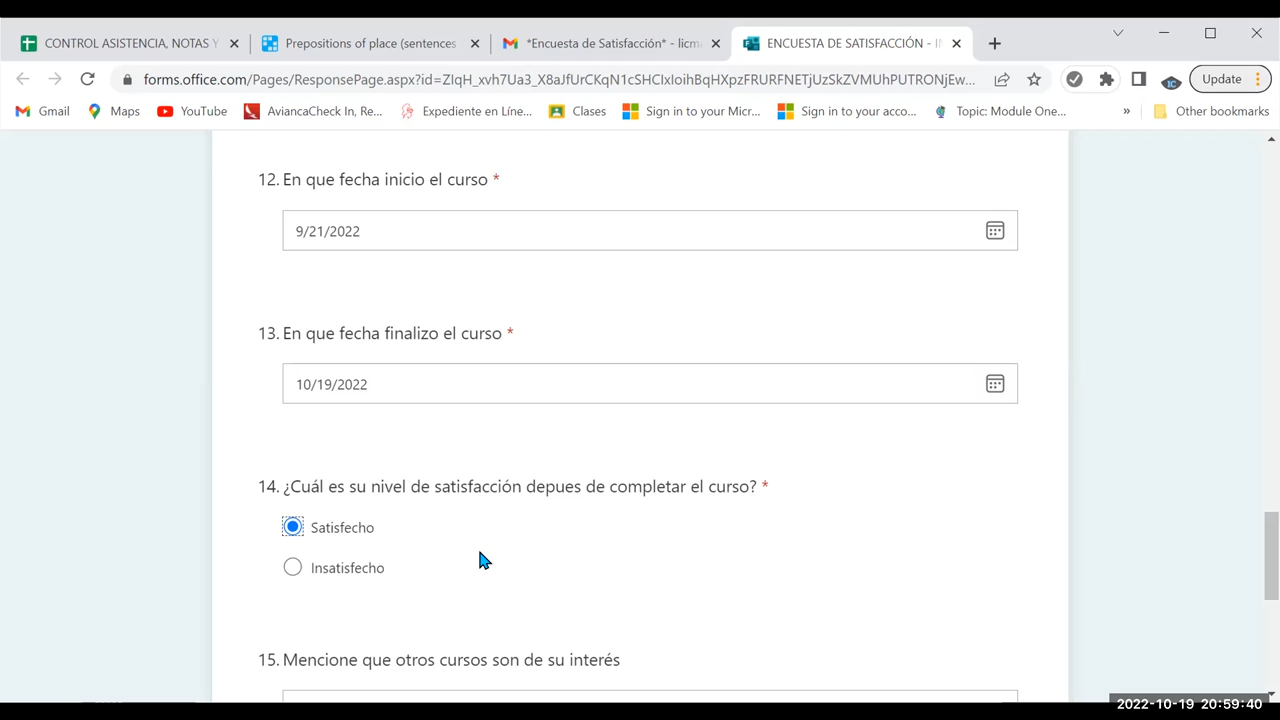 CONTROL ASISTENCIA, NOTAS Y
Prepositions of place (sentences
*Encuesta de Satisfacción* - licm
ENCUESTA DE SATISFACCIÓN - IN
forms.office.com/Pages/ResponsePage.aspx?id=ZIqH_xvh7Ua3_X8aJfUrCKqN1cSHCIxIoihBqHXpzFRURFNETjUzSkZVMUhPUTRONjEw...
Update
Gmail
Maps
YouTube
AviancaCheck In, Re...
Expediente en Líne...
Clases
Sign in to your Micr...
Sign in to your acco...
Topic: Module One...
»
Other bookmarks
12. En que fecha inicio el curso *
9/21/2022
13. En que fecha finalizo el curso *
10/19/2022
14. ¿Cuál es su nivel de satisfacción depues de completar el curso? *
Satisfecho
Insatisfecho
15. Mencione que otros cursos son de su interés
2022-10-19 20:59:40